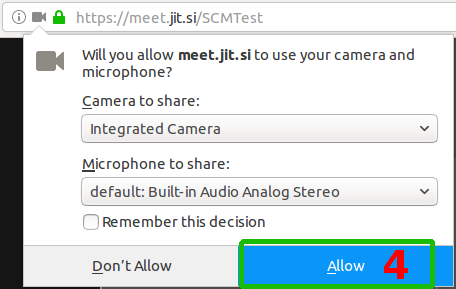 https://meet.jit.si/SCMTest
Will you allow meet.jit.si to use your camera and
microphone?
Camera to share:
Integrated Camera
Microphone to share:
default: Built-in Audio Analog Stereo
Remember this decision
Don't Allow
Allow 4